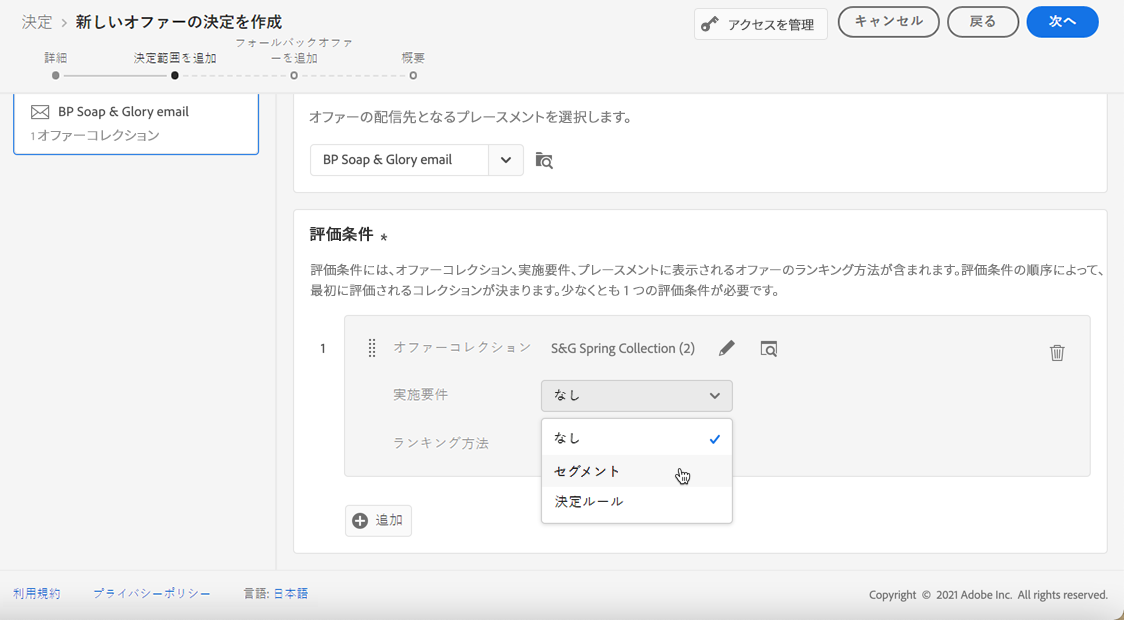 決定 > 新しいオファーの決定を作成
アクセスを管理
キャンセル
戻る
次へ
詳細
決定範囲を追加
フォールバックオファ
ーを追加
概要
BP Soap & Glory email
1オファーコレクション
オファーの配信先となるプレースメントを選択します。
BP Soap & Glory email
評価条件 *
評価条件には、オファーコレクション、実施要件、プレースメントに表示されるオファーのランキング方法が含まれます。評価条件の順序によって、
最初に評価されるコレクションが決まります。少なくとも 1 つの評価条件が必要です。
1
オファーコレクション
S&G Spring Collection (2)
実施要件
なし
ランキング方法
なし
セグメント
決定ルール
追加
利用規約
プライバシーポリシー
言語: 日本語
Copyright © 2021 Adobe Inc. All rights reserved.